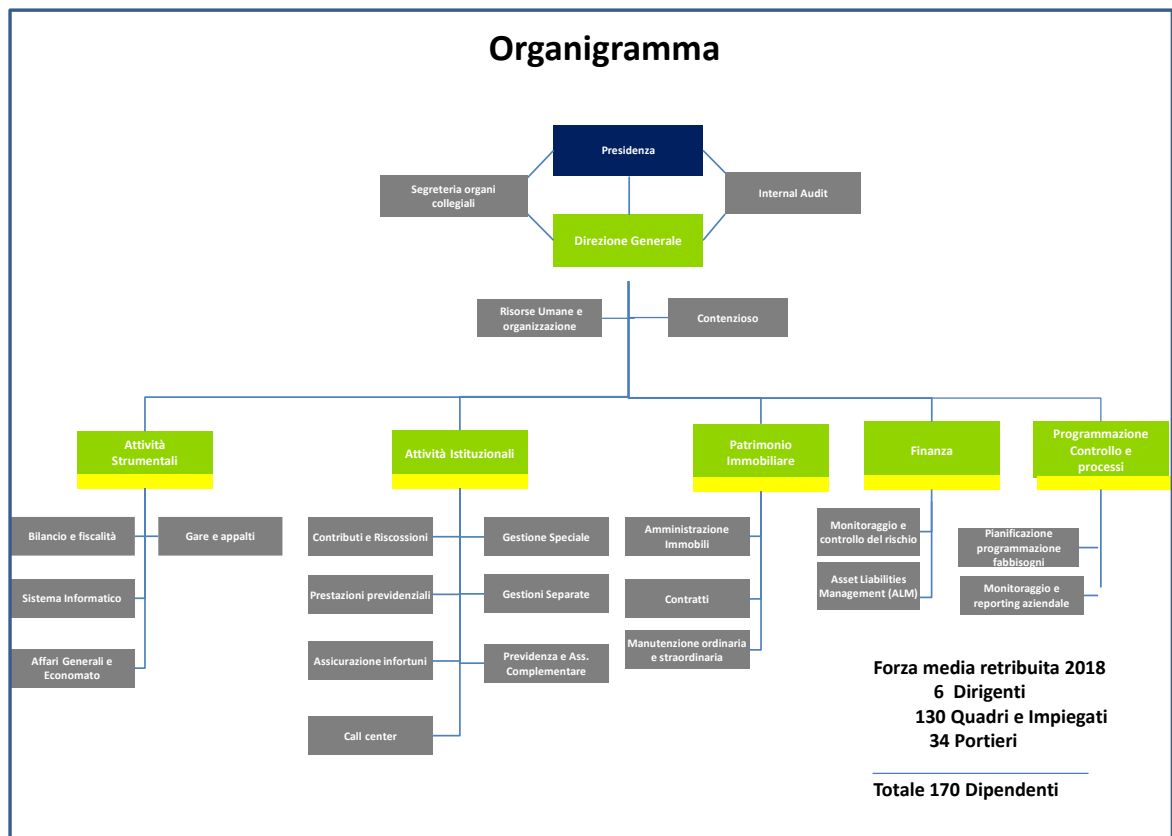 Organigramma
Presidenza
Segreteria organi
collegiali
Internal Audit
Direzione Generale
Risorse Umane e
organizzazione
Contenzioso
Attività
Strumentali
Attività Istituzionali
Patrimonio
Immobiliare
Finanza
Programmazione
Controllo e
processi
Bilancio e fiscalità
Gare e appalti
Sistema Informatico
Affari Generali e
Economato
Contributi e Riscossioni
Gestione Speciale
Prestazioni previdenziali
Gestioni Separate
Assicurazione infortuni
Previdenza e Ass.
Complementare
Call center
Amministrazione
Immobili
Contratti
Manutenzione ordinaria
e straordinaria
Monitoraggio e
controllo del rischio
Asset Liabilities
Management (ALM)
Pianificazione
programmazione
fabbisogni
Monitoraggio e
reporting aziendale
Forza media retribuita 2018
6 Dirigenti
130 Quadri e Impiegati
34 Portieri
Totale 170 Dipendenti